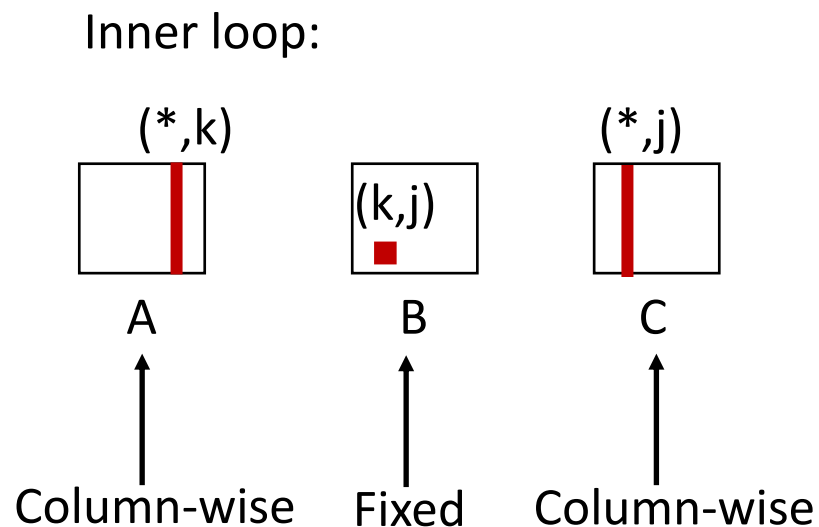 Inner loop:
(*,k)
(*,j)
(k,j)
A
B
C
Column-wise
Fixed
Column-wise